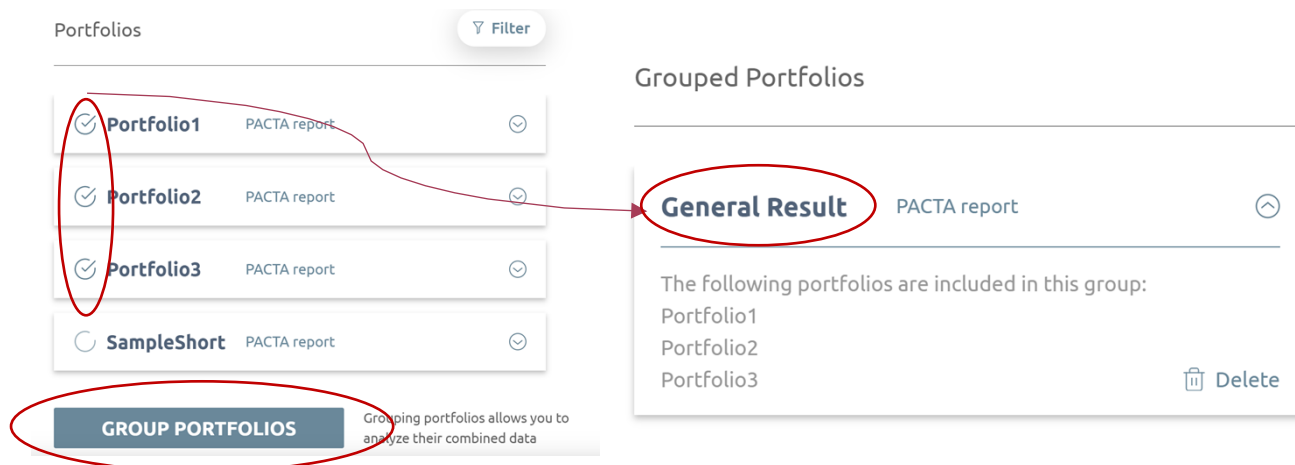 Portfolios
Filter
Portfolio1 PACTA report
Portfolio2 PACTA report
Portfolio3 PACTA report
SampleShort PACTA report
GROUP PORTFOLIOS
Grouping portfolios allows you to
analyze their combined data
Grouped Portfolios
General Result PACTA report
The following portfolios are included in this group:
Portfolio1
Portfolio2
Portfolio3
Delete